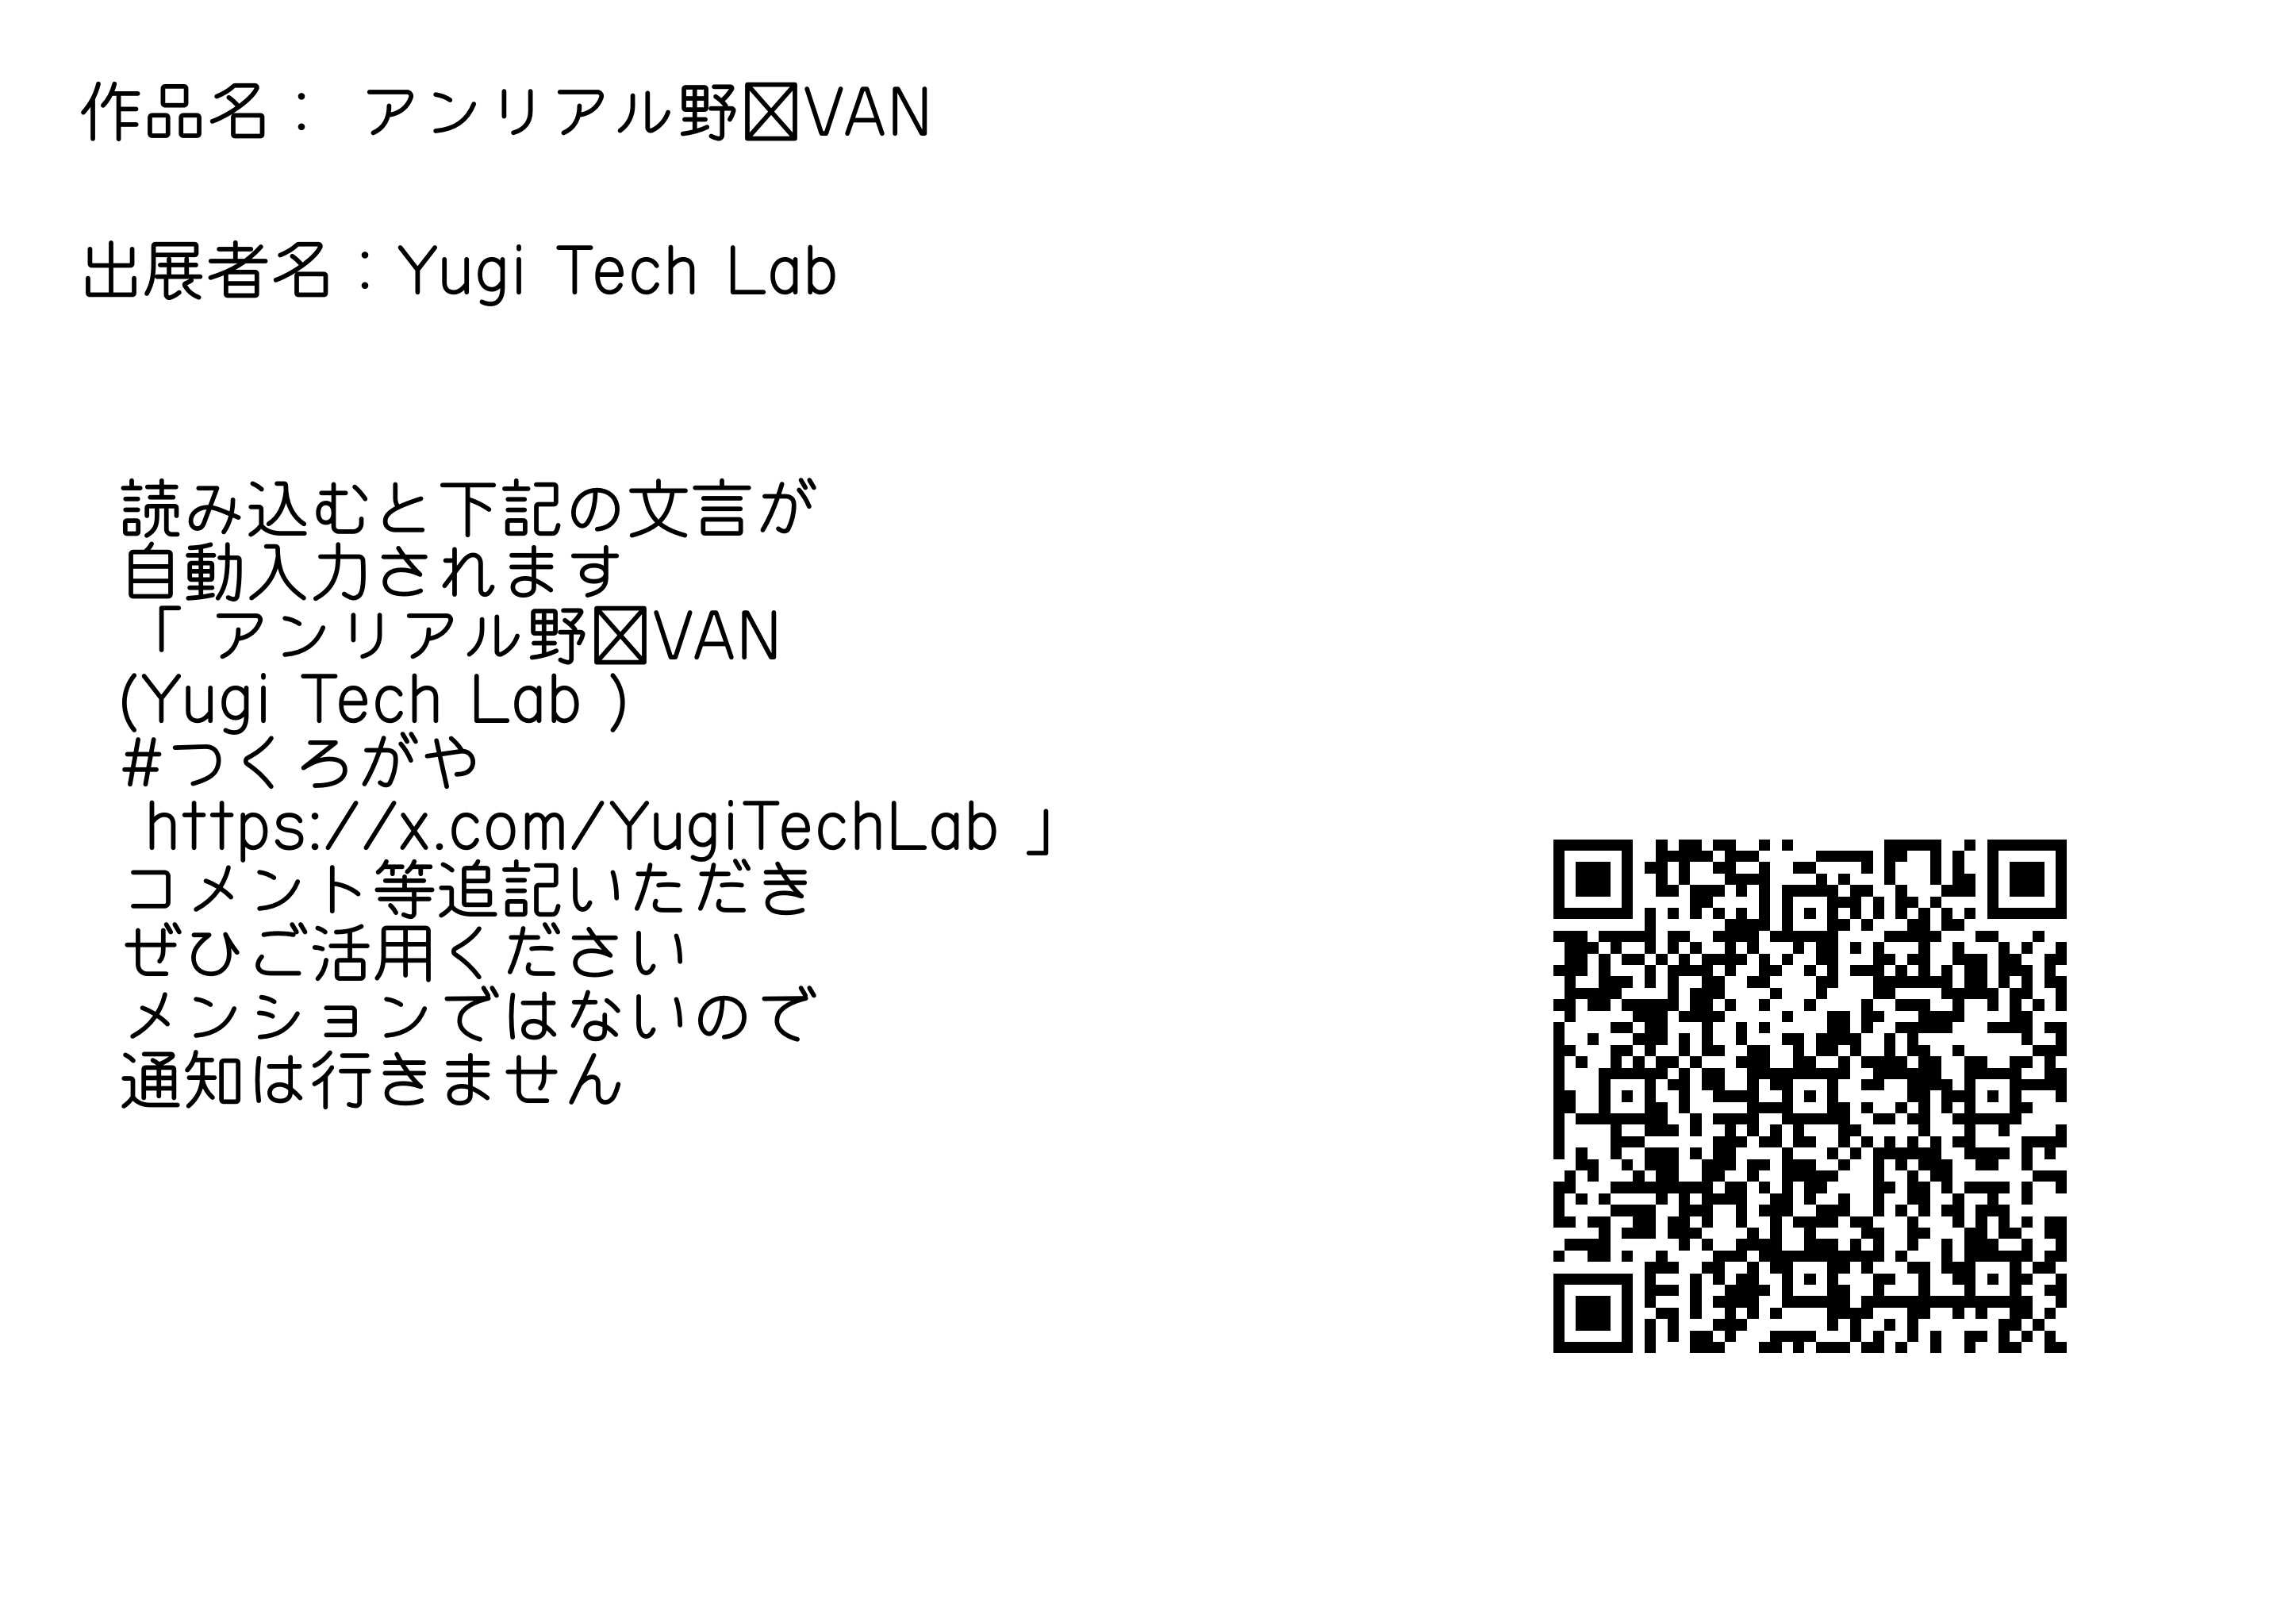 作品名： アンリアル野☒VAN
出展者名：Yugi Tech Lab
読み込むと下記の文言が
自動入力されます
「 アンリアル野☒VAN
(Yugi Tech Lab )
#つくろがや
https://x.com/YugiTechLab 」
コメント等追記いただき
ぜひご活用ください
メンションではないので
通知は行きません